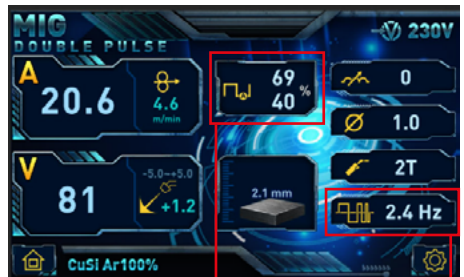 MIG
DOUBLE PULSE
230V
A
20.6
4.6
m/min
69
40 %
0
1.0
V
81
-5.0~+5.0
+1.2
2.1 mm
2T
2.4 Hz
CuSi Ar100%